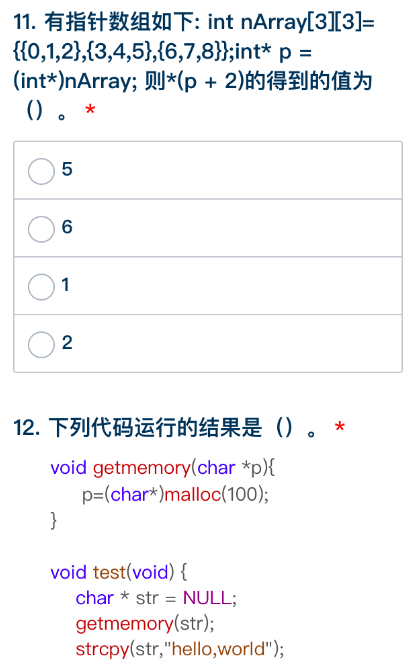 11. 有指针数组如下: int nArray[3][3]=
{{0,1,2},{3,4,5},{6,7,8}};int* p =
(int*)nArray; 则*(p + 2)的得到的值为
（）。 *
5
6
1
2
12. 下列代码运行的结果是（）。 *
void getmemory(char *p){
p=(char*)malloc(100);
}
void test(void) {
char * str = NULL;
getmemory(str);
strcpy(str,"hello,world");